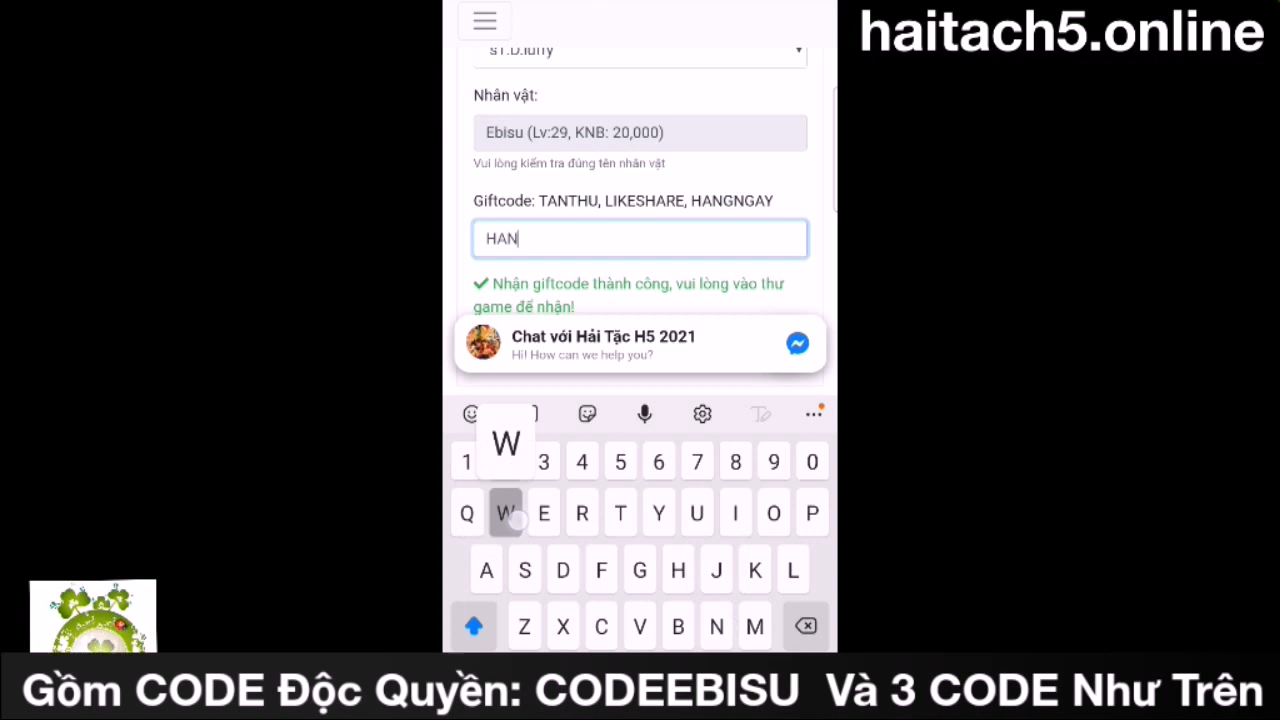 haitach5.online
s1.D.luffy
Nhân vật:
Ebisu (Lv:29, KNB: 20,000)
Vui lòng kiểm tra đúng tên nhân vật
Giftcode: TANTHU, LIKESHARE, HANGNGAY
HAN
Nhận giftcode thành công, vui lòng vào thư
game để nhận!
Chat với Hải Tặc H5 2021
Hi! How can we help you?
W
1 3 4 5 6 7 8 9 0
Q W E R T Y U I O P
A S D F G H J K L
Z X C V B N M
Gồm CODE Độc Quyền: CODEEBISU Và 3 CODE Như Trên